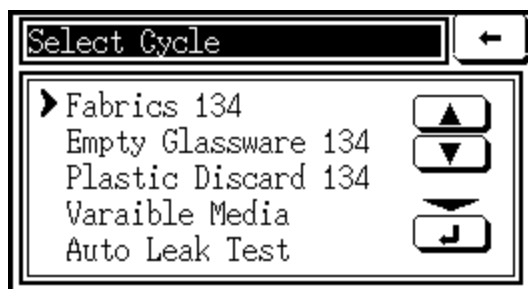 Select Cycle
Fabrics 134
Empty Glassware 134
Plastic Discard 134
Varaible Media
Auto Leak Test